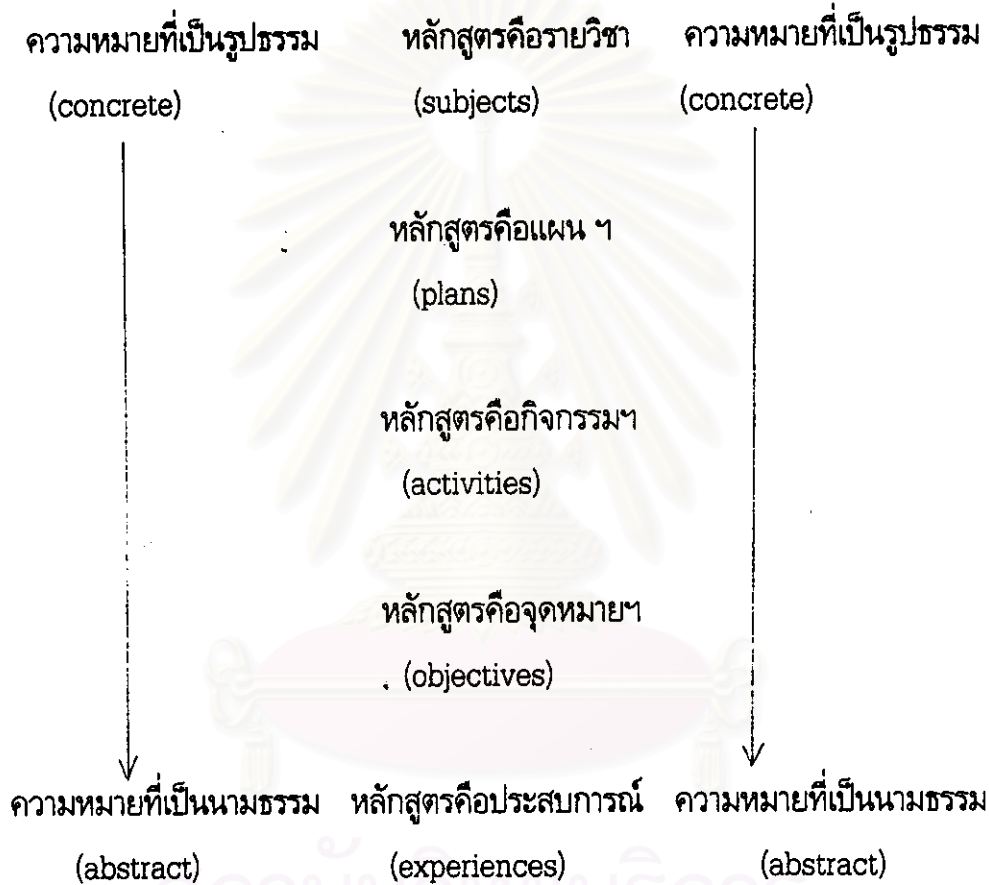 ความหมายที่เป็นรูปธรรม หลักสูตรคือรายวิชา ความหมายที่เป็นรูปธรรม
(concrete) (subjects) (concrete)
หลักสูตรคือแผน ฯ
(plans)
หลักสูตรคือกิจกรรมฯ
(activities)
หลักสูตรคือจุดหมายฯ
(objectives)
ความหมายที่เป็นนามธรรม หลักสูตรคือประสบการณ์ ความหมายที่เป็นนามธรรม
(abstract) (experiences) (abstract)